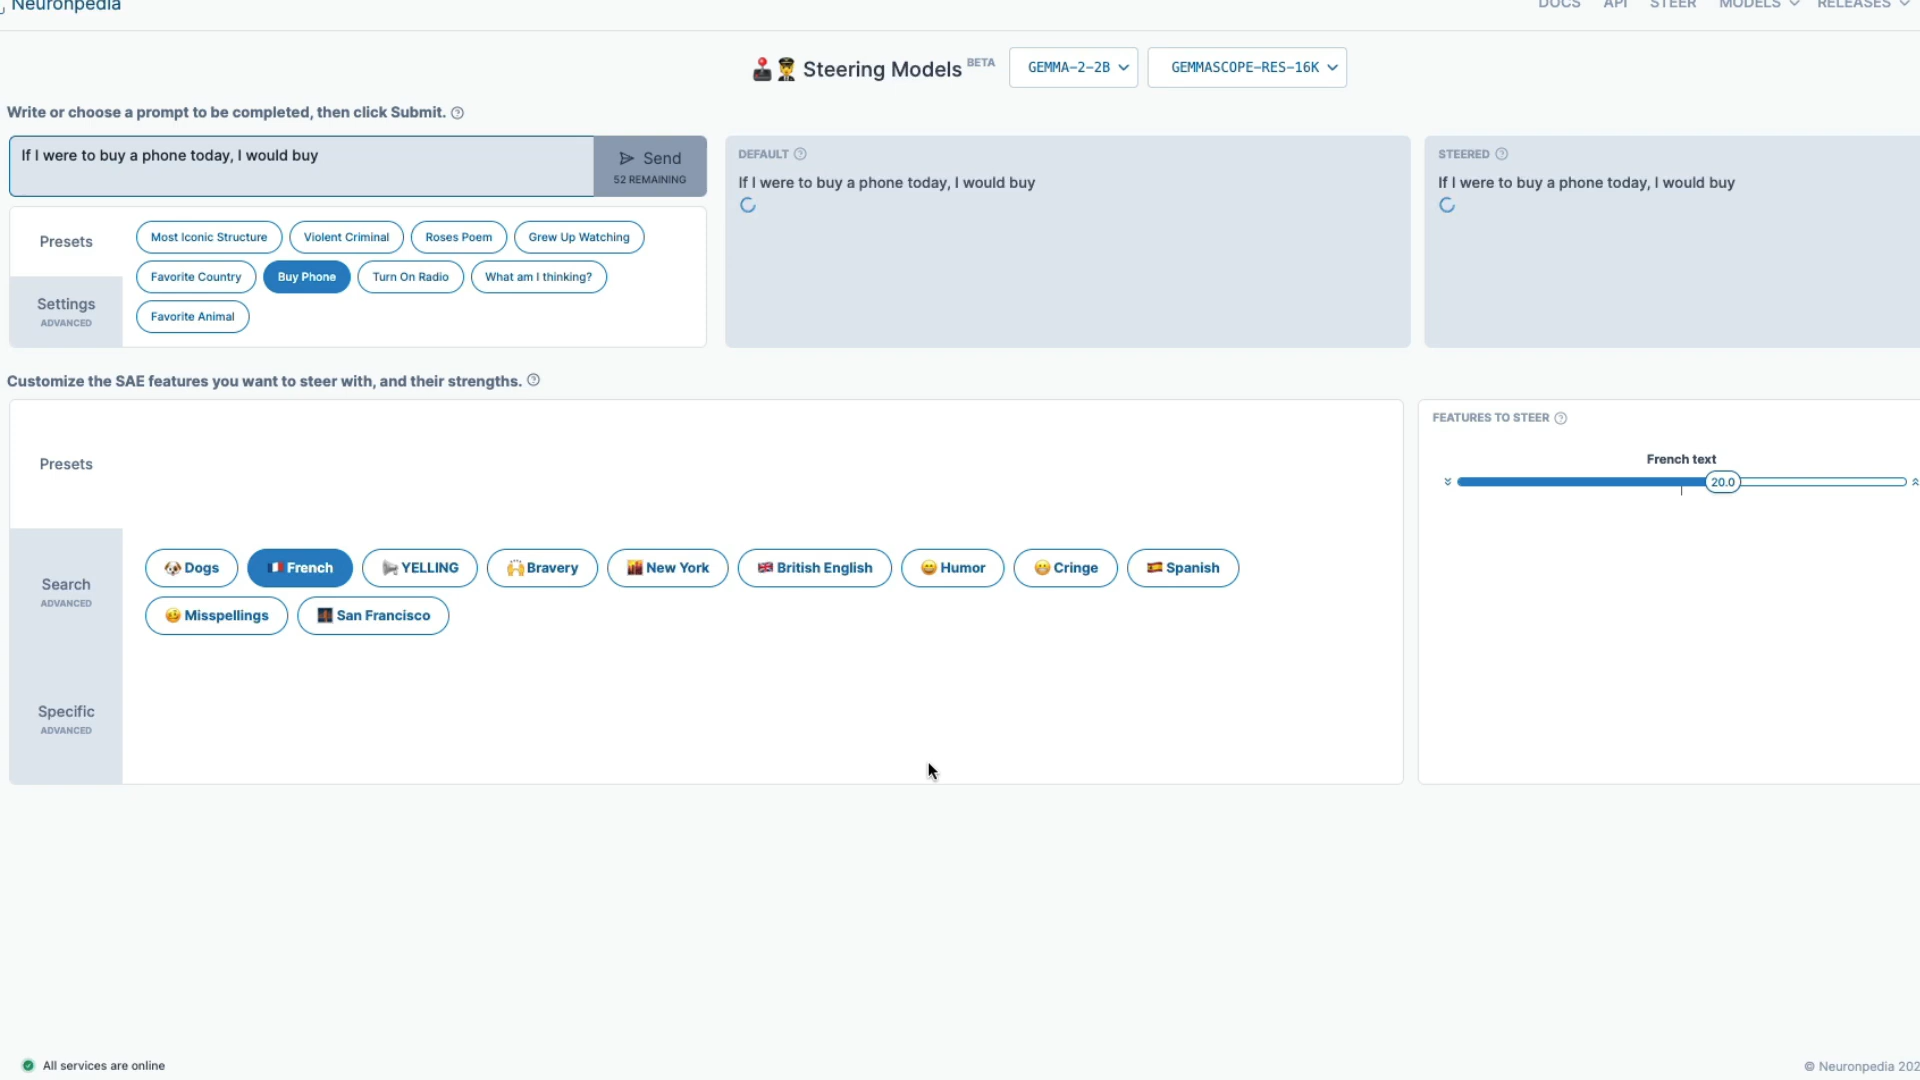 Neuronpedia
DOCS API STEER MODELS RELEASES
Steering Models BETA GEMMA-2-2B GEMMASCOPE-RES-16K
Write or choose a prompt to be completed, then click Submit.
If I were to buy a phone today, I would buy
Send
52 REMAINING
DEFAULT
If I were to buy a phone today, I would buy
STEERED
If I were to buy a phone today, I would buy
Presets
Most Iconic Structure Violent Criminal Roses Poem Grew Up Watching
Favorite Country Buy Phone Turn On Radio What am I thinking?
Favorite Animal
Settings
ADVANCED
Customize the SAE features you want to steer with, and their strengths.
Presets
Search
ADVANCED
Specific
ADVANCED
Dogs French YELLING Bravery New York British English Humor Cringe Spanish
Misspellings San Francisco
FEATURES TO STEER
French text
20.0
All services are online
© Neuronpedia 202